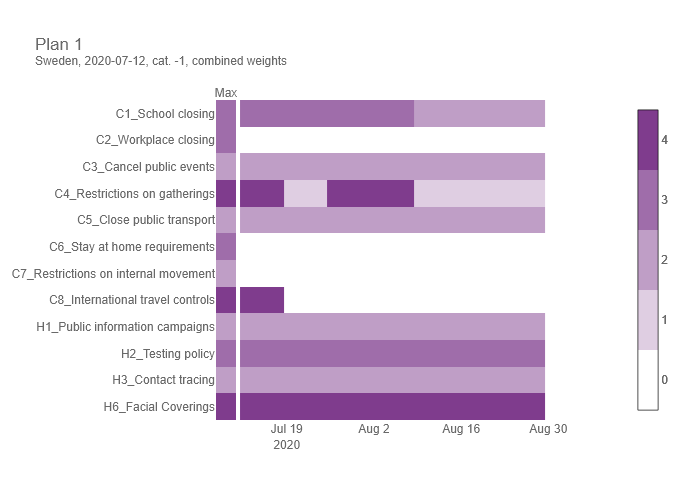 Plan 1
Sweden, 2020-07-12, cat. -1, combined weights
Max
C1_School closing
C2_Workplace closing
C3_Cancel public events
C4_Restrictions on gatherings
C5_Close public transport
C6_Stay at home requirements
C7_Restrictions on internal movement
C8_International travel controls
H1_Public information campaigns
H2_Testing policy
H3_Contact tracing
H6_Facial Coverings
Jul 19 Aug 2 Aug 16 Aug 30
2020
4
3
2
1
0